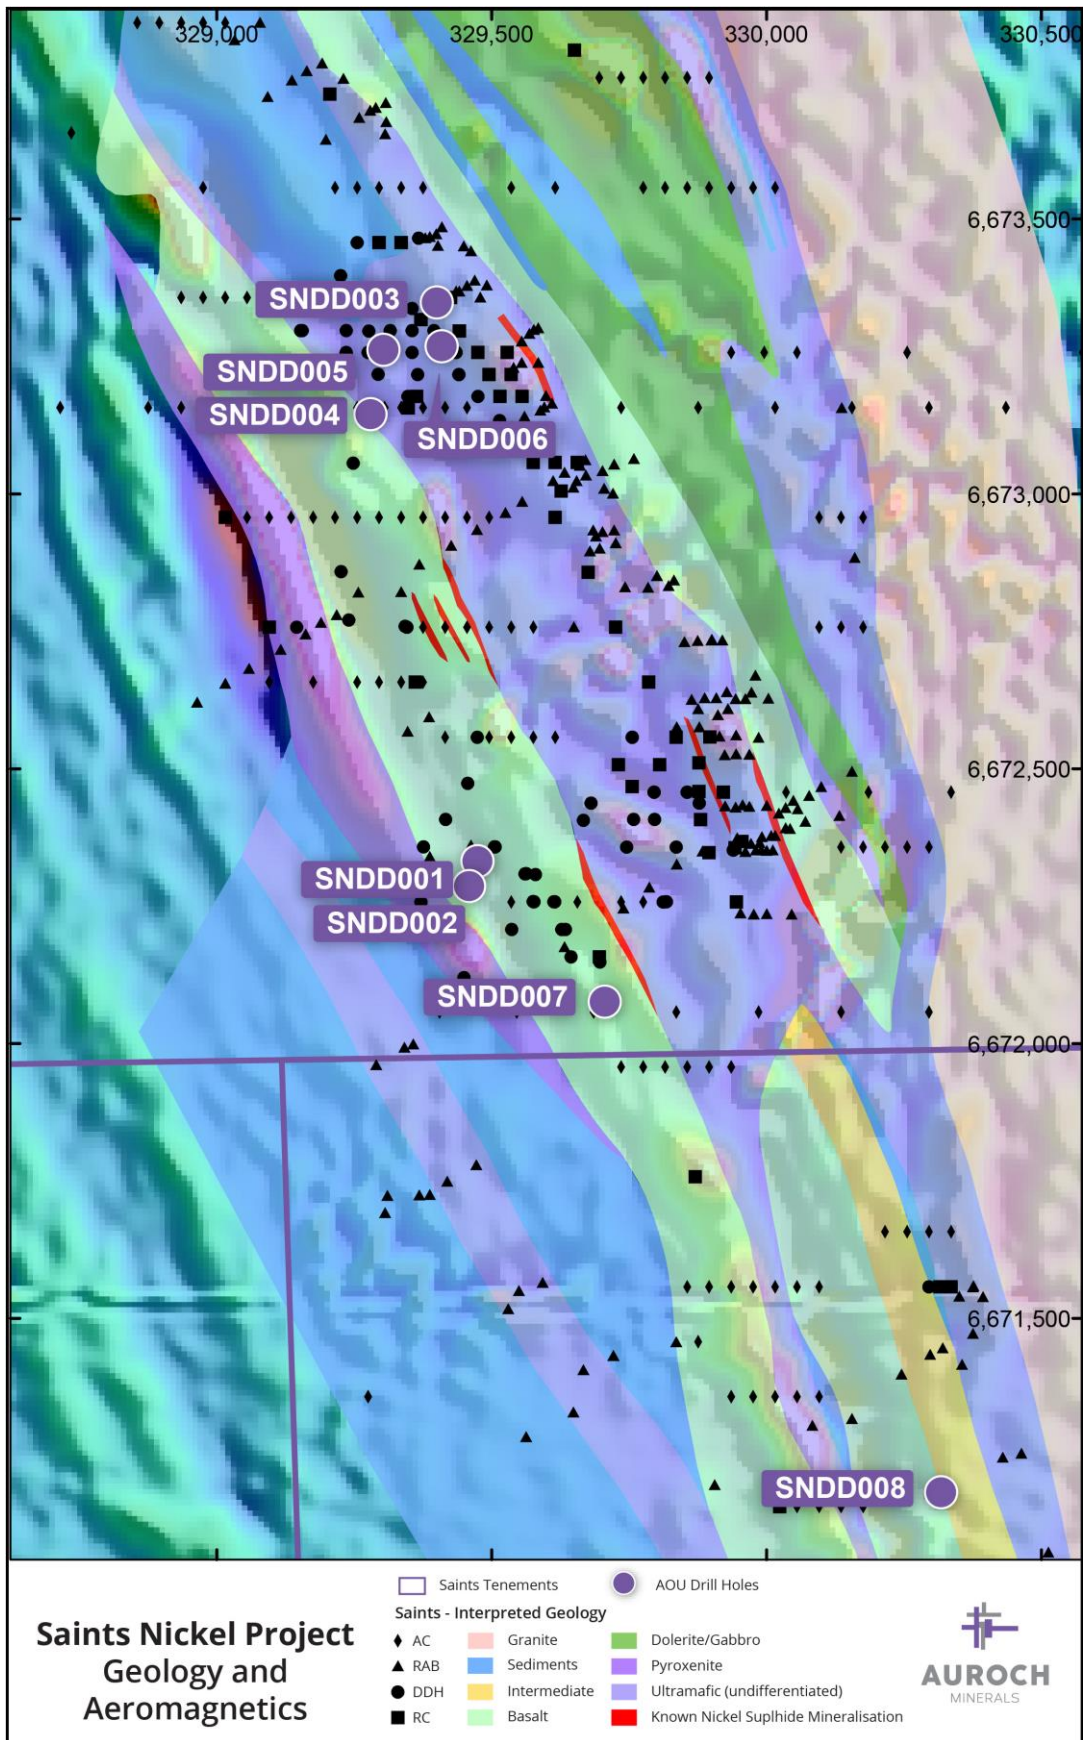 329,000
329,500
330,000
330,500
6,673,500
SNDD003
SNDD005
SNDD004
SNDD006
6,673,000
6,672,500
SNDD001
SNDD002
SNDD007
6,672,000
6,671,500
SNDD008
Saints Nickel Project
Geology and
Aeromagnetics
Saints Tenements
AOU Drill Holes
Saints - Interpreted Geology
AC
Granite
Dolerite/Gabbro
RAB
Sediments
Pyroxenite
DDH
Intermediate
Ultramafic (undifferentiated)
RC
Basalt
Known Nickel Suplhide Mineralisation
AUROCH
MINERALS